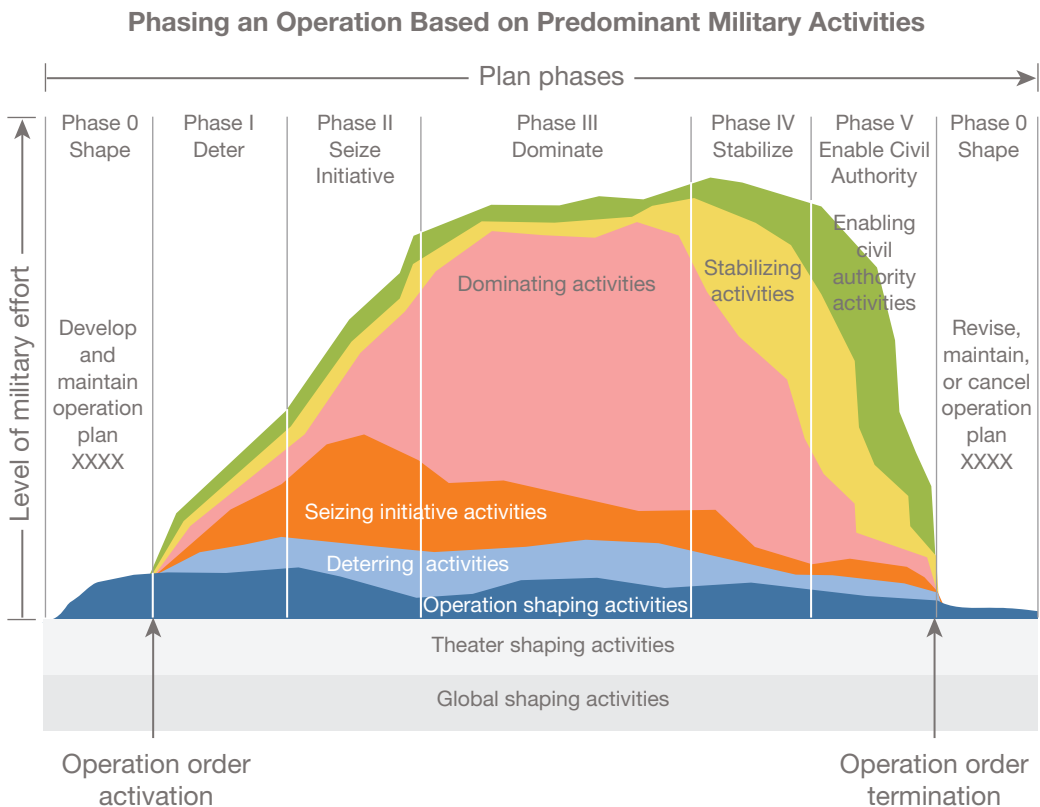 Phasing an Operation Based on Predominant Military Activities
Plan phases
Phase 0
Shape
Phase I
Deter
Phase II
Seize
Initiative
Phase III
Dominate
Phase IV
Stabilize
Phase V
Enable Civil
Authority
Phase 0
Shape
Level of military effort
Develop
and
maintain
operation
plan
XXXX
Dominating activities
Stabilizing
activities
Enabling
civil
authority
activities
Revise,
maintain,
or cancel
operation
plan
XXXX
Seizing initiative activities
Deterring activities
Operation shaping activities
Theater shaping activities
Global shaping activities
Operation order
activation
Operation order
termination